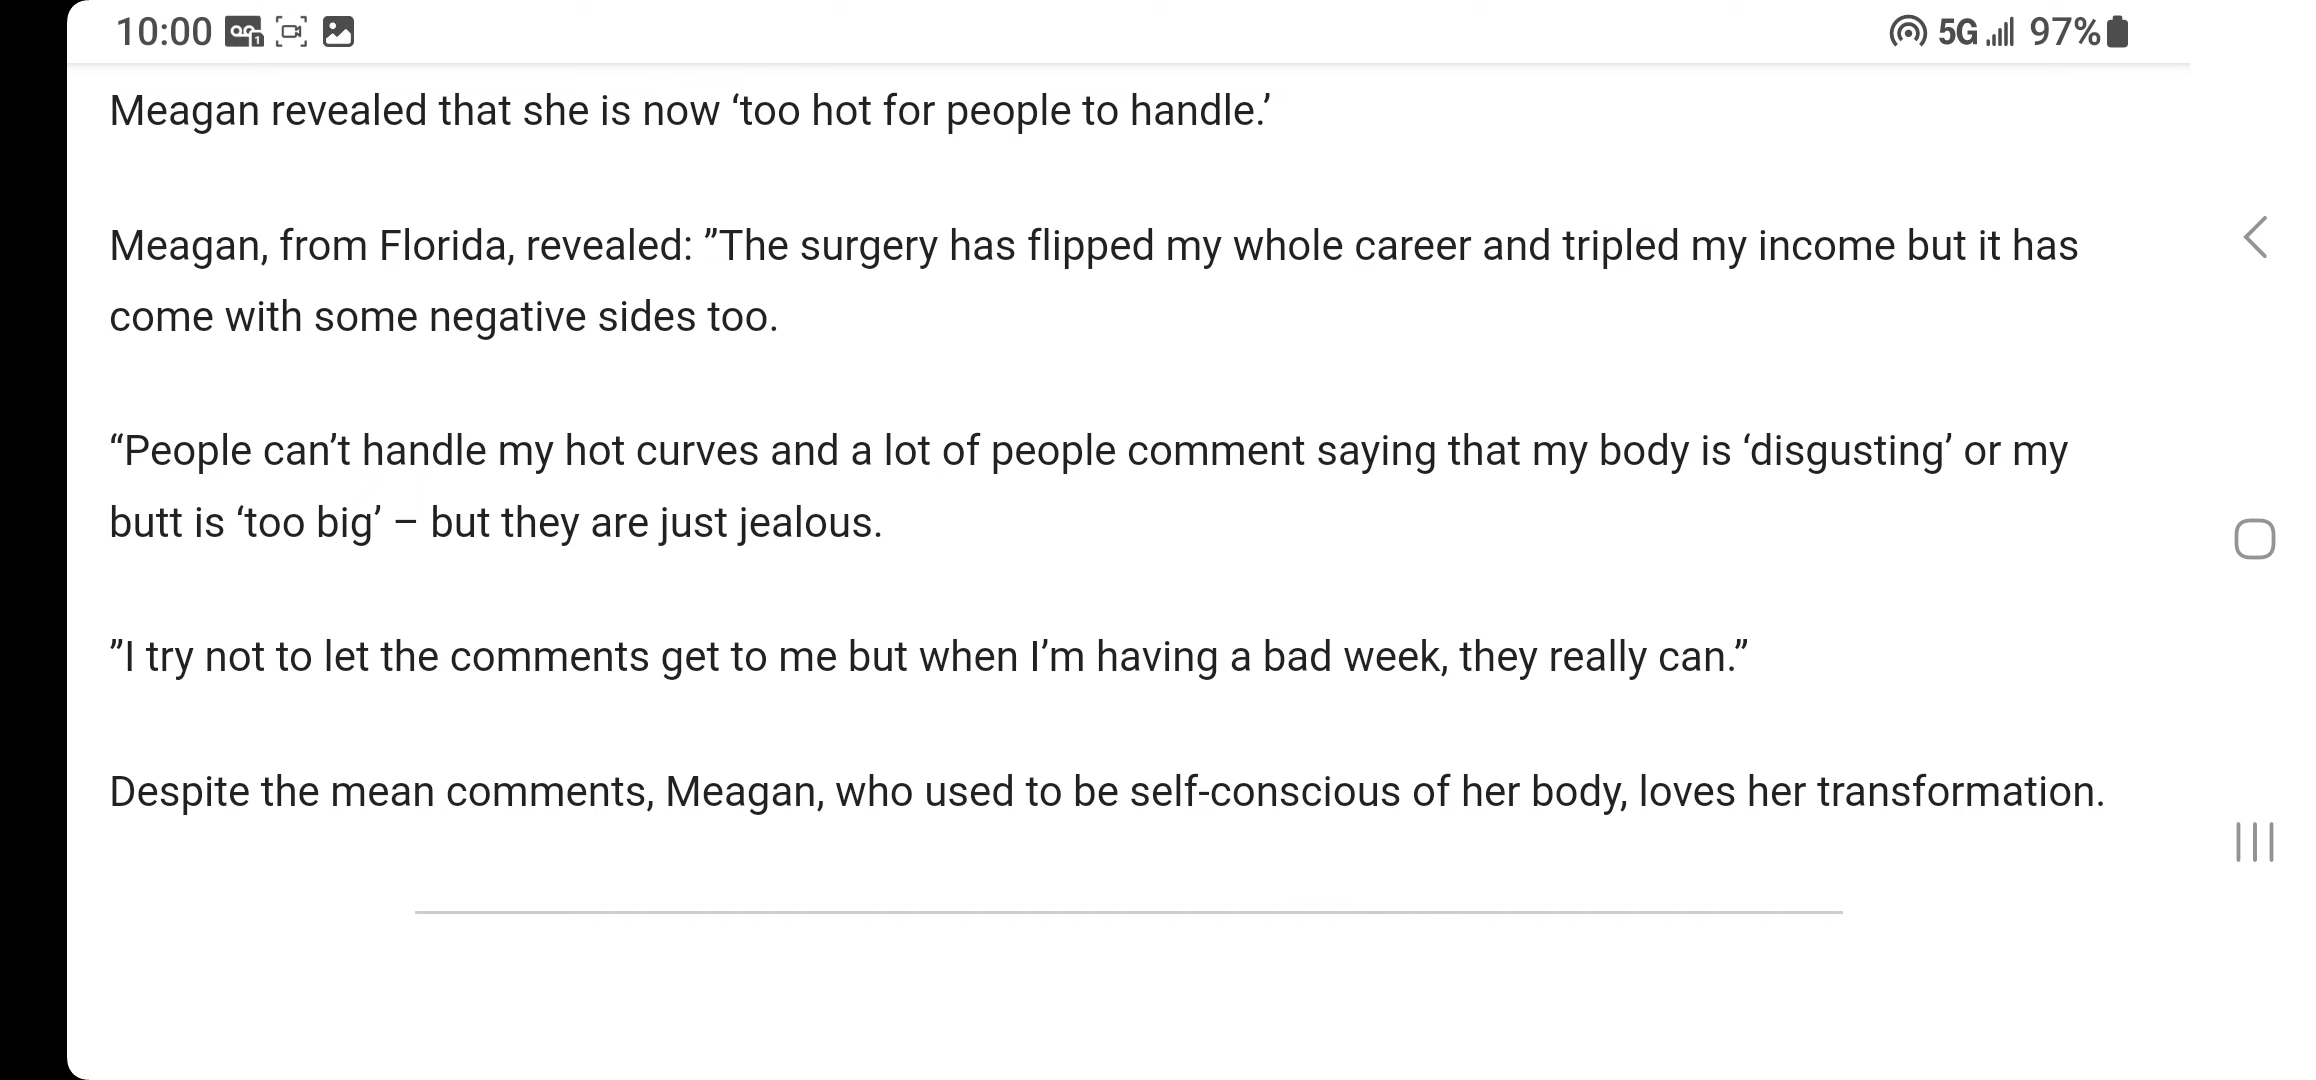 10:00
5G 97%
Meagan revealed that she is now ‘too hot for people to handle.’
Meagan, from Florida, revealed: ”The surgery has flipped my whole career and tripled my income but it has
come with some negative sides too.
“People can’t handle my hot curves and a lot of people comment saying that my body is ‘disgusting’ or my
butt is ‘too big’ – but they are just jealous.
”I try not to let the comments get to me but when I’m having a bad week, they really can.”
Despite the mean comments, Meagan, who used to be self-conscious of her body, loves her transformation.